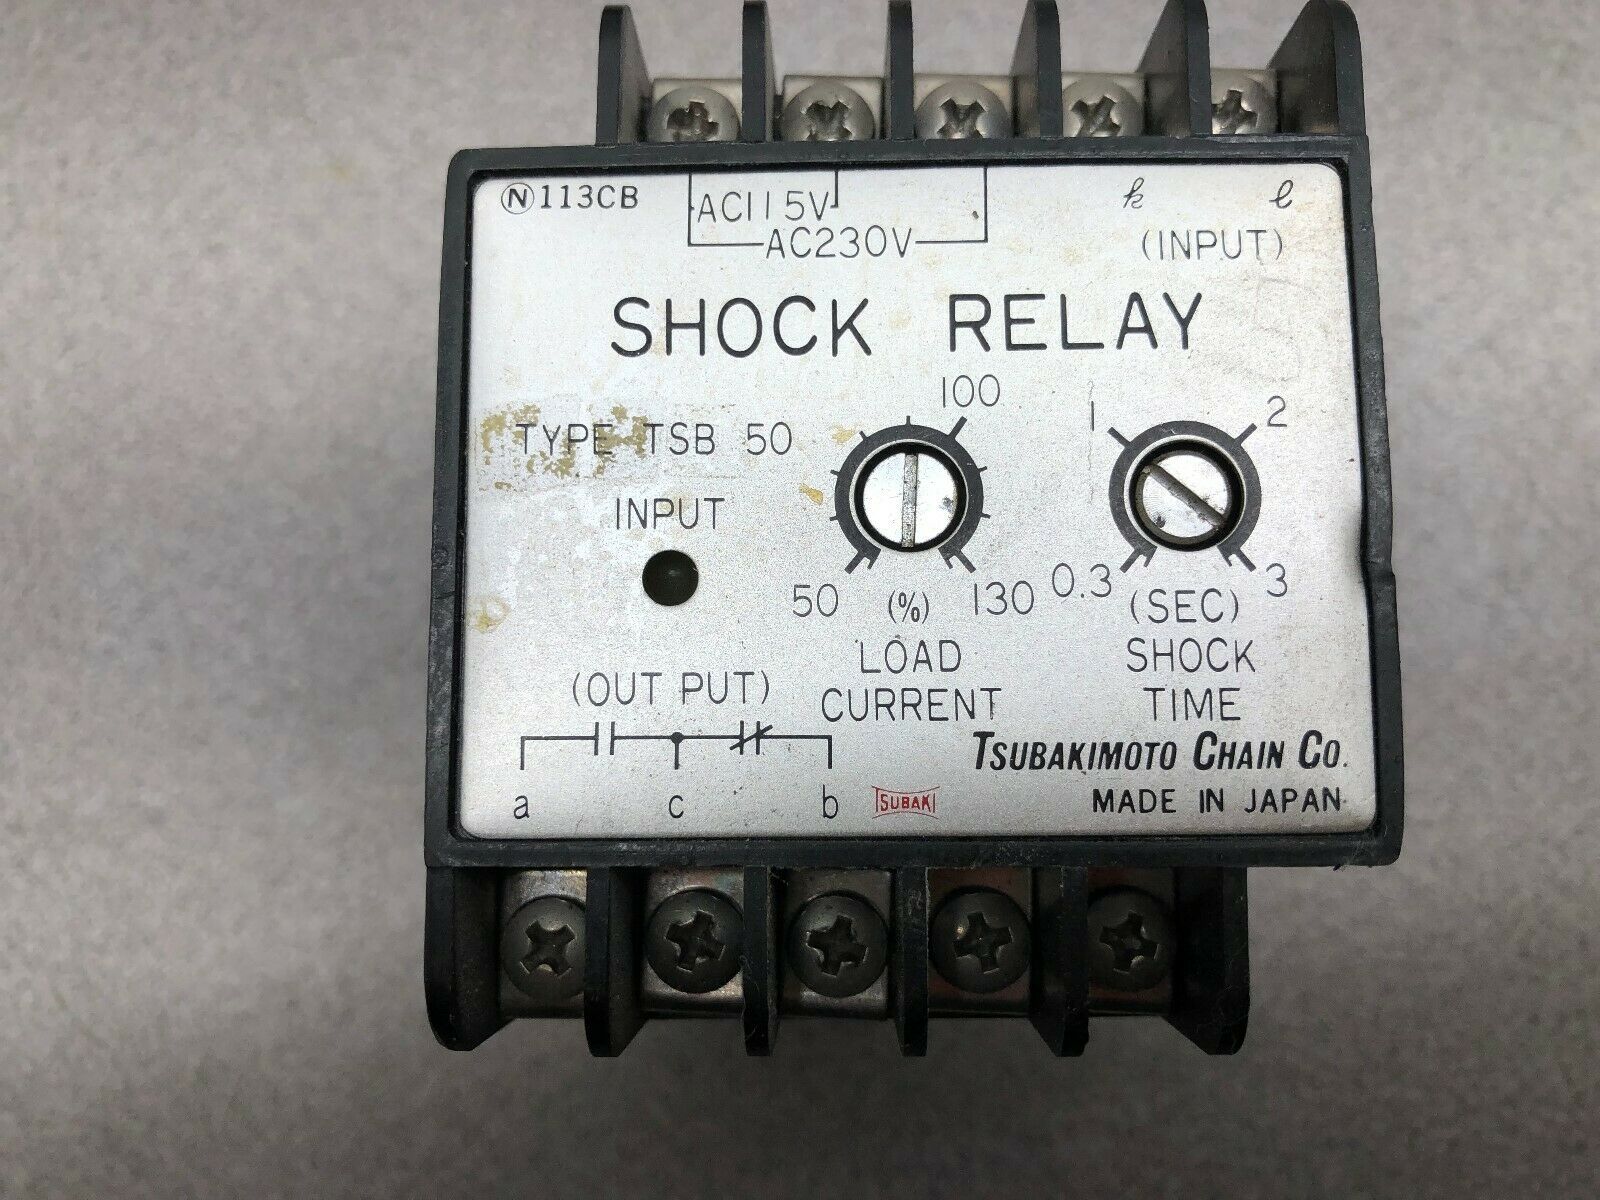 Ⓝ113CB
AC115V
AC230V
k
l
(INPUT)
SHOCK RELAY
TYPE TSB 50
INPUT
100
50
(%)
130
LOAD
CURRENT
1
2
0.3
(SEC)
3
SHOCK
TIME
(OUT PUT)
a
c
b
TSUBAKI
TSUBAKIMOTO CHAIN CO.
MADE IN JAPAN